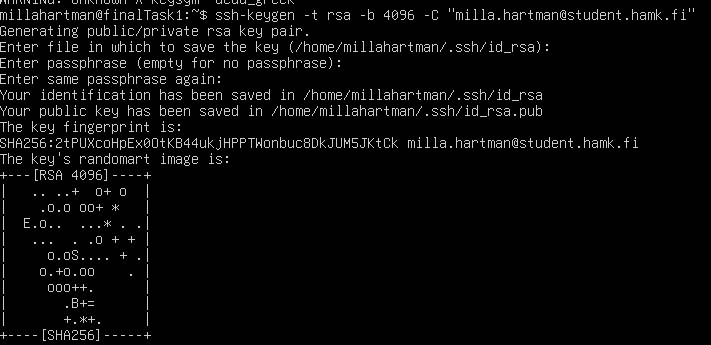 WARNING: Unknown X keysym "dead_greek"
millahartman@finalTask1:~$ ssh-keygen -t rsa -b 4096 -C "milla.hartman@student.hamk.fi"
Generating public/private rsa key pair.
Enter file in which to save the key (/home/millahartman/.ssh/id_rsa):
Enter passphrase (empty for no passphrase):
Enter same passphrase again:
Your identification has been saved in /home/millahartman/.ssh/id_rsa
Your public key has been saved in /home/millahartman/.ssh/id_rsa.pub
The key fingerprint is:
SHA256:2tPUXcoHpEx0OtKB44ukjHPPTWonbuc8DkJUM5JKtCk milla.hartman@student.hamk.fi
The key's randomart image is:
+---[RSA 4096]----+
|   .. ..+  o+ o  |
|    .o.o oo+ *   |
|  E.o..  ...* . .|
|   ...  . .o + + |
|     o.oS.... + .|
|    o.+o.oo    . |
|     ooo++.      |
|       .B+=      |
|       +.*+.     |
+----[SHA256]-----+